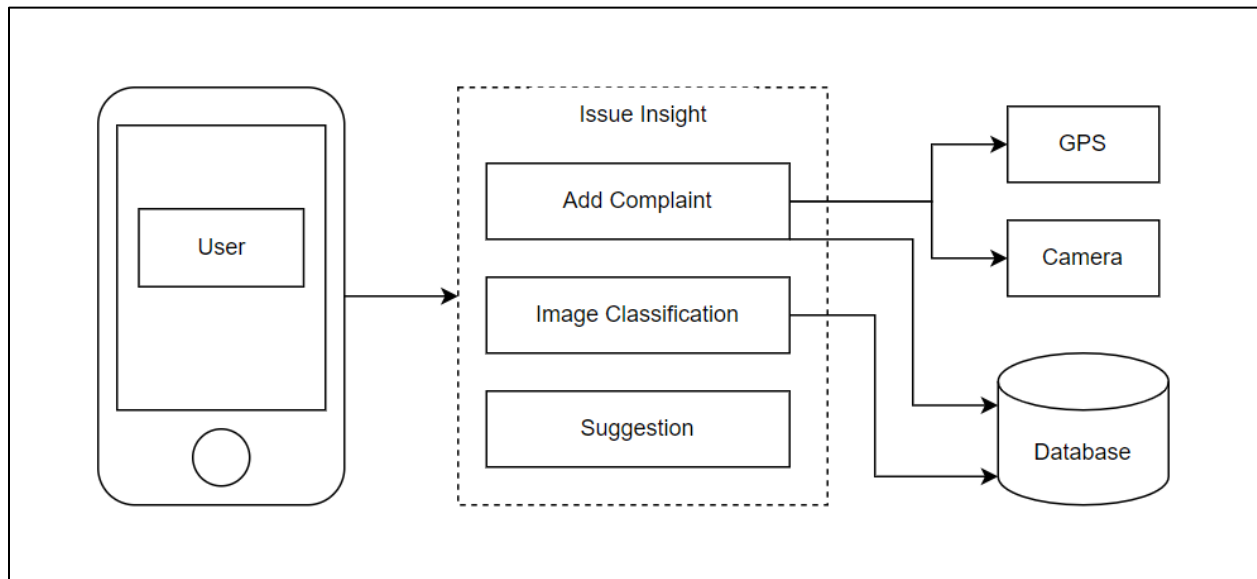 User
Issue Insight
Add Complaint
Image Classification
Suggestion
GPS
Camera
Database